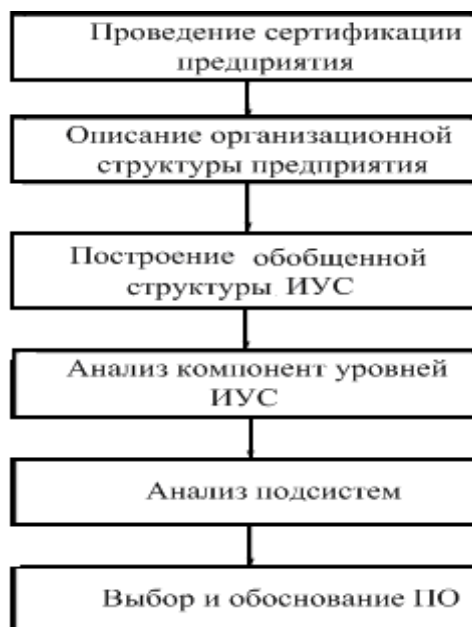 Проведение сертификации
предприятия
Описание организационной
структуры предприятия
Построение обобщенной
структуры ИУС
Анализ компонент уровней
ИУС
Анализ подсистем
Выбор и обоснование ПО